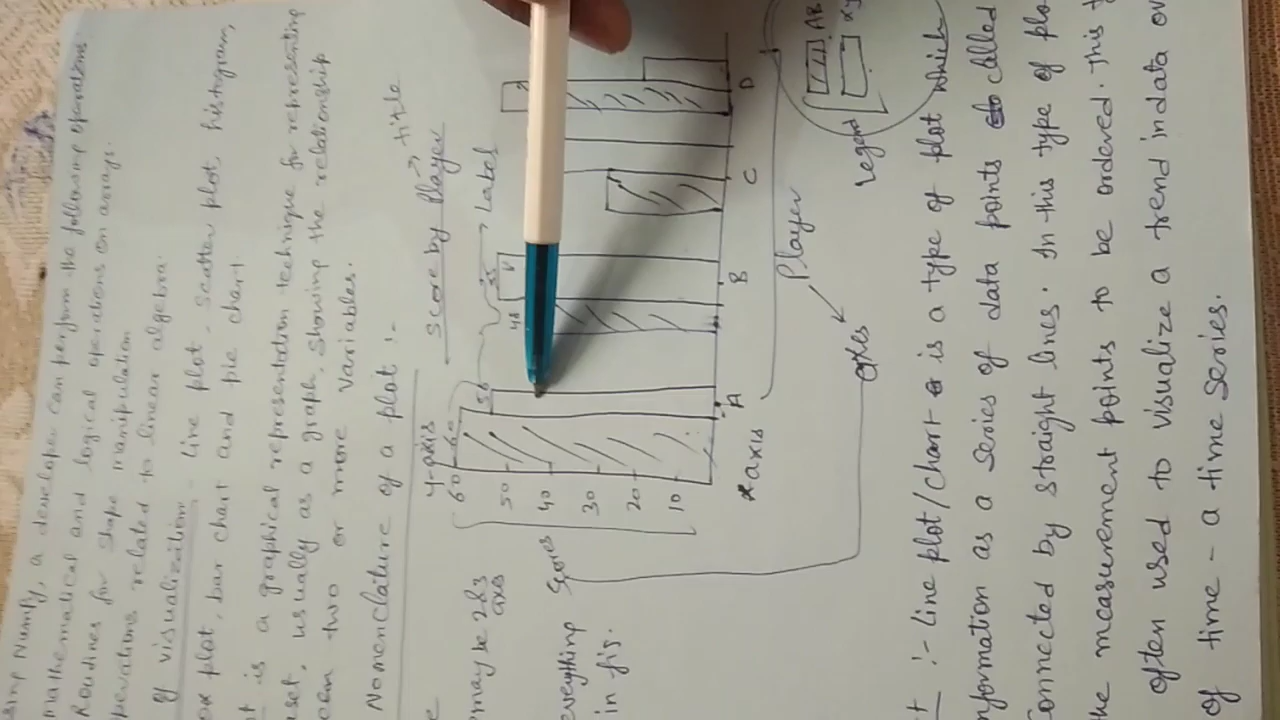 Using NumPy, a developer can perform the following operations
mathematical and logical operations on arrays.
Routines for shape manipulation
operations related to linear algebra.
of visualization - Line plot - Scatter plot, histogram,
plot, bar chart and pie chart.
is a graphical representation technique for representing
usually as a graph, showing the relationship
two or more variables.
Nomenclature of a plot :-
Score by Player
title
Label
Y-axis
60
50
40
30
20
10
60
48
55
A
B
C
D
x axis
Scores
Player
axes
legend
may be 2 & 3
axes
everything
in fig.
:- Line plot/chart is a type of plot which
information as a series of data points called
Connected by straight lines. In this type of
the measurement points to be ordered. This
often used to visualize a trend in data
of time - a time series.